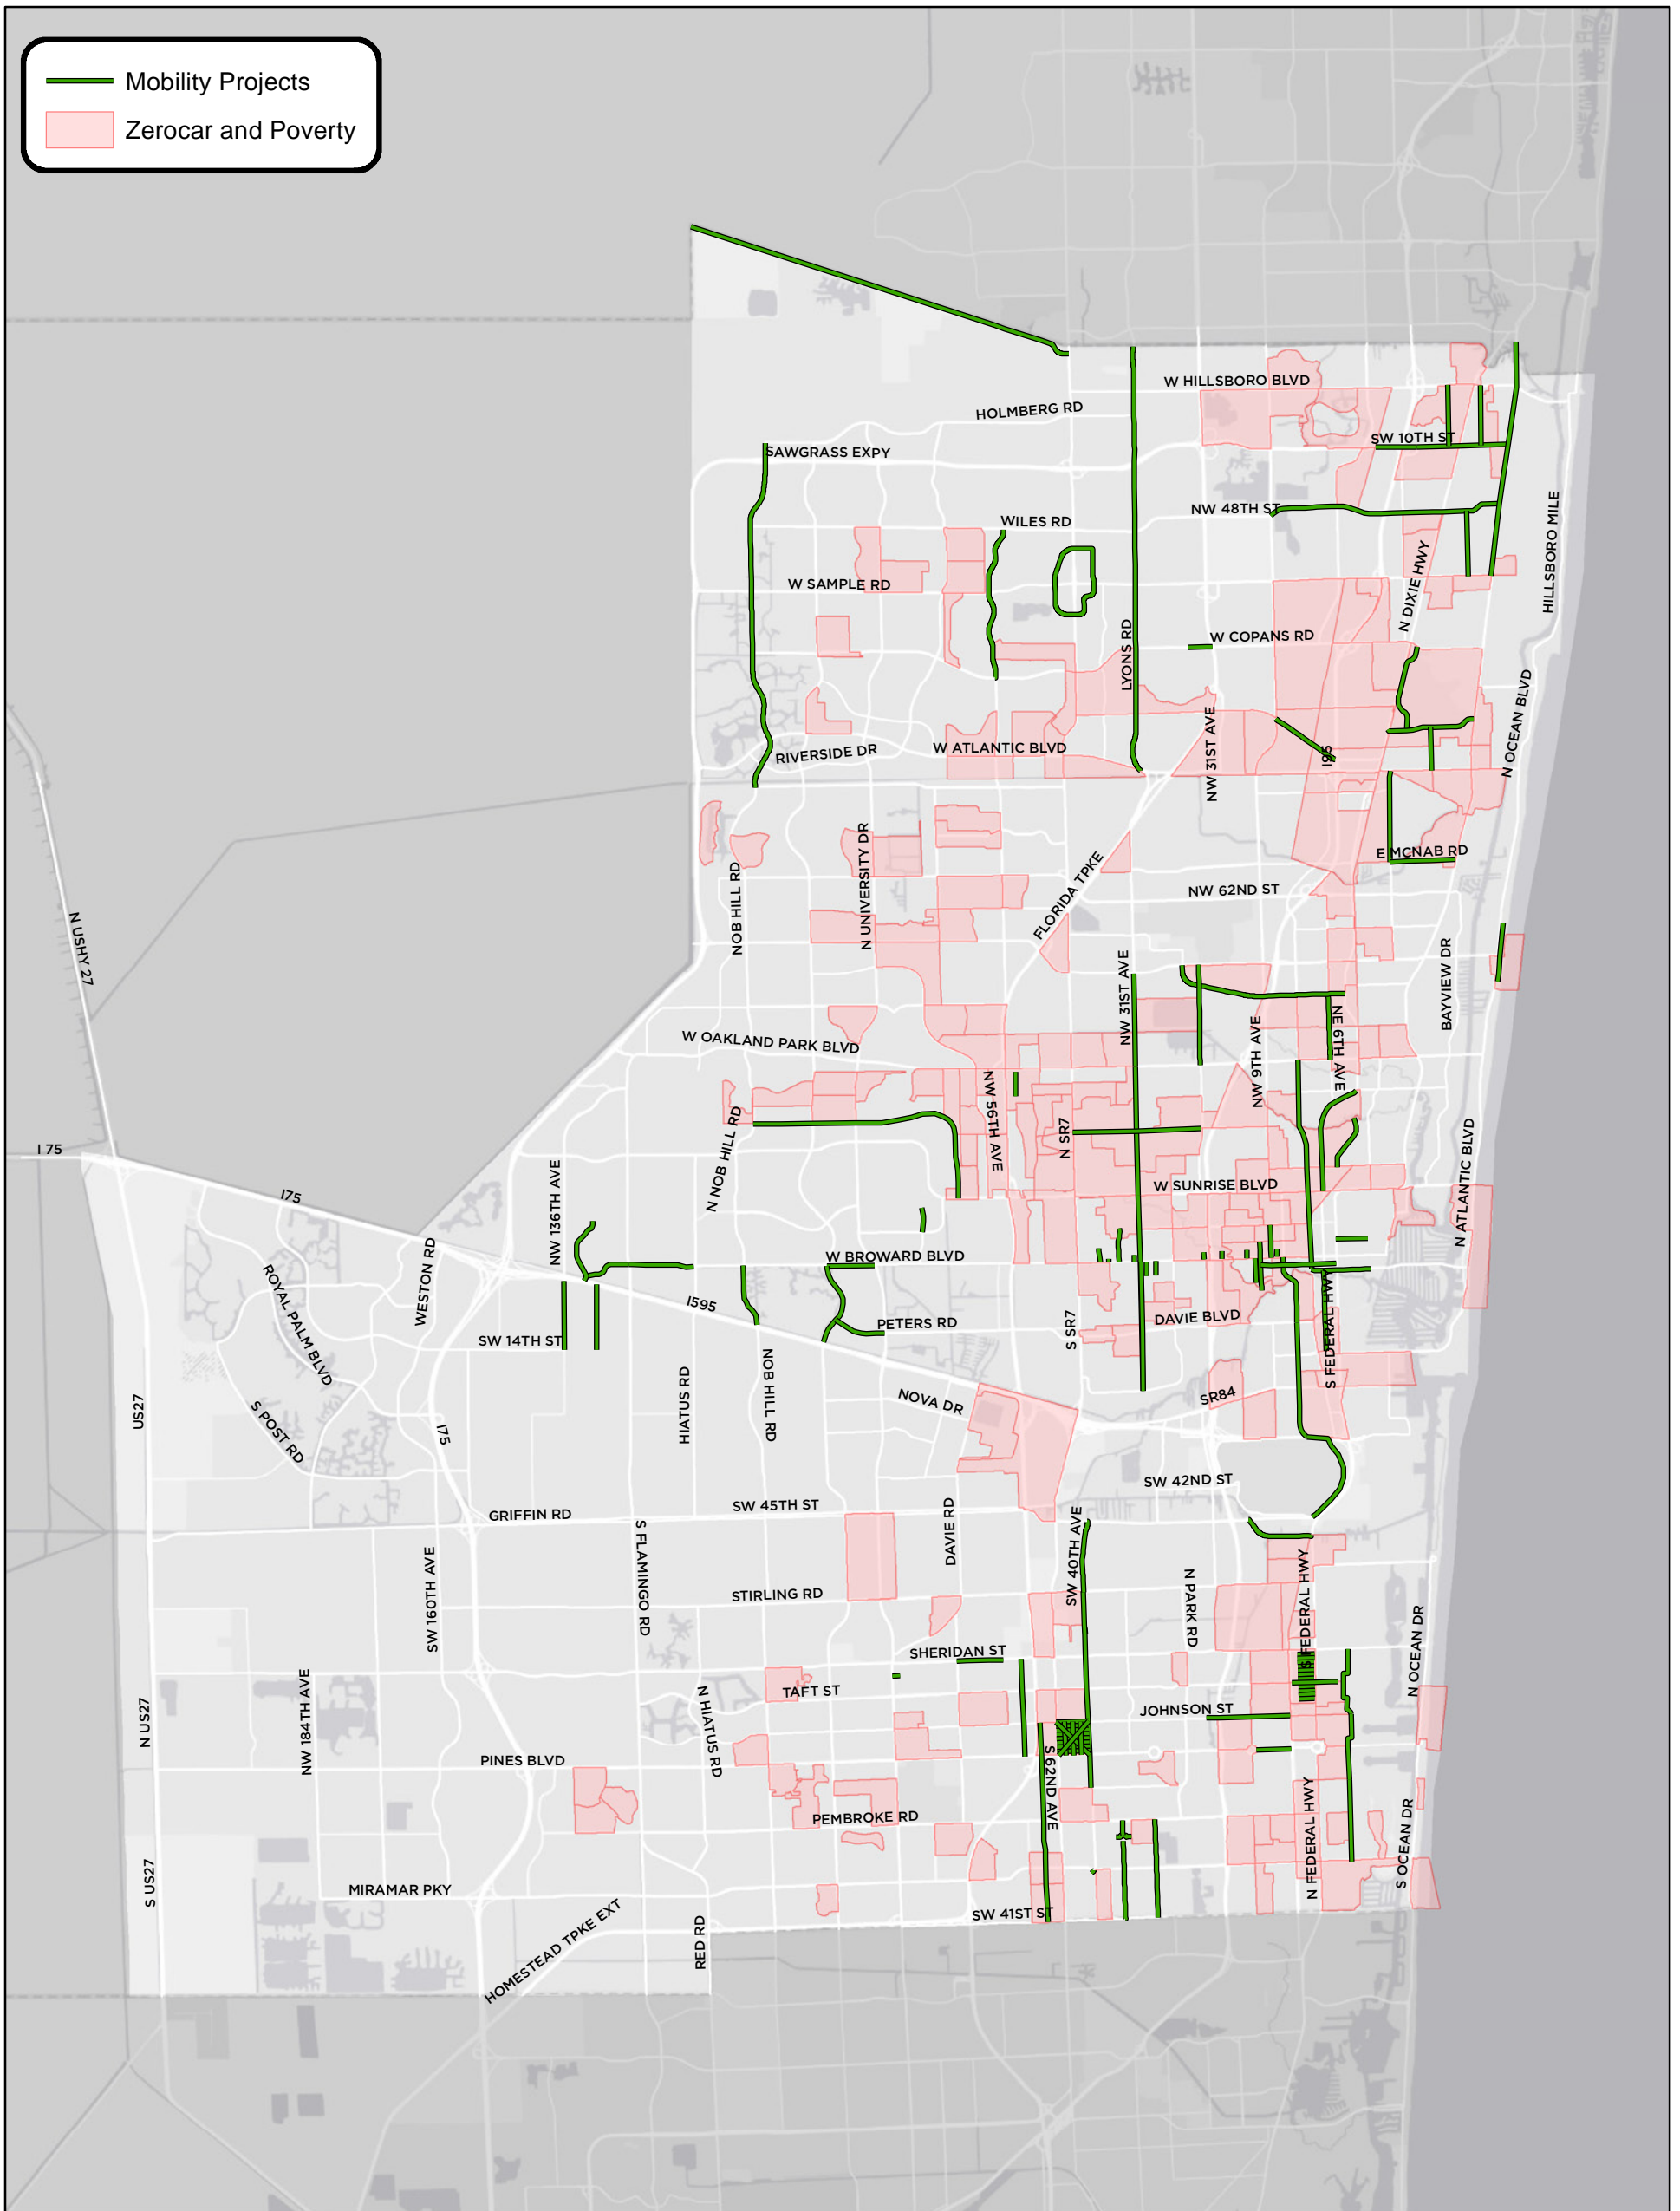 Mobility Projects
Zerocar and Poverty
W HILLSBORO BLVD
HOLMBERG RD
SW 10TH ST
SAWGRASS EXPY
NW 48TH ST
WILES RD
HILLSBORO MILE
W SAMPLE RD
N DIXIE HWY
W COPANS RD
LYONS RD
N OCEAN BLVD
NW 31ST AVE
W ATLANTIC BLVD
RIVERSIDE DR
I95
E MCNAB RD
N UNIVERSITY DR
NOB HILL RD
FLORIDA TPKE
NW 62ND ST
N USHY 27
NW 31ST AVE
BAYVIEW DR
NE 6TH AVE
NW 9TH AVE
W OAKLAND PARK BLVD
NW 56TH AVE
N SR7
N NOB HILL RD
I 75
N ATLANTIC BLVD
I75
NW 136TH AVE
W SUNRISE BLVD
WESTON RD
W BROWARD BLVD
ROYAL PALM BLVD
I595
PETERS RD
S SR7
DAVIE BLVD
S FEDERAL HWY
SW 14TH ST
HIATUS RD
NOB HILL RD
NOVA DR
SR84
US27
S POST RD
I75
SW 42ND ST
GRIFFIN RD
SW 45TH ST
DAVIE RD
SW 40TH AVE
S FLAMINGO RD
SW 160TH AVE
STIRLING RD
N PARK RD
S FEDERAL HWY
N OCEAN DR
SHERIDAN ST
NW 184TH AVE
N US27
N HIATUS RD
TAFT ST
JOHNSON ST
PINES BLVD
S 62ND AVE
PEMBROKE RD
N FEDERAL HWY
S OCEAN DR
S US27
MIRAMAR PKY
SW 41ST ST
HOMESTEAD TPKE EXT
RED RD